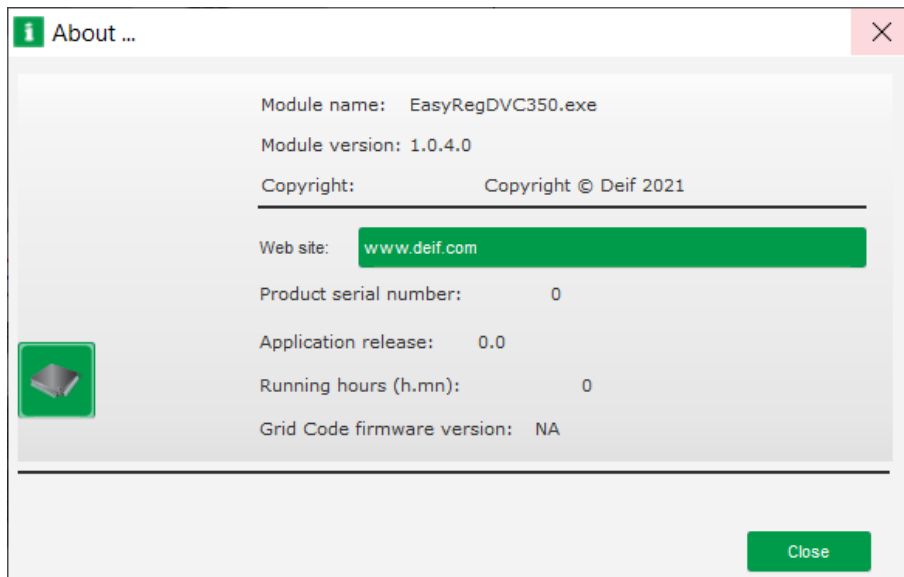 About ...
Module name: EasyRegDVC350.exe
Module version: 1.0.4.0
Copyright: Copyright © Deif 2021
Web site: www.deif.com
Product serial number: 0
Application release: 0.0
Running hours (h.mn): 0
Grid Code firmware version: NA
Close